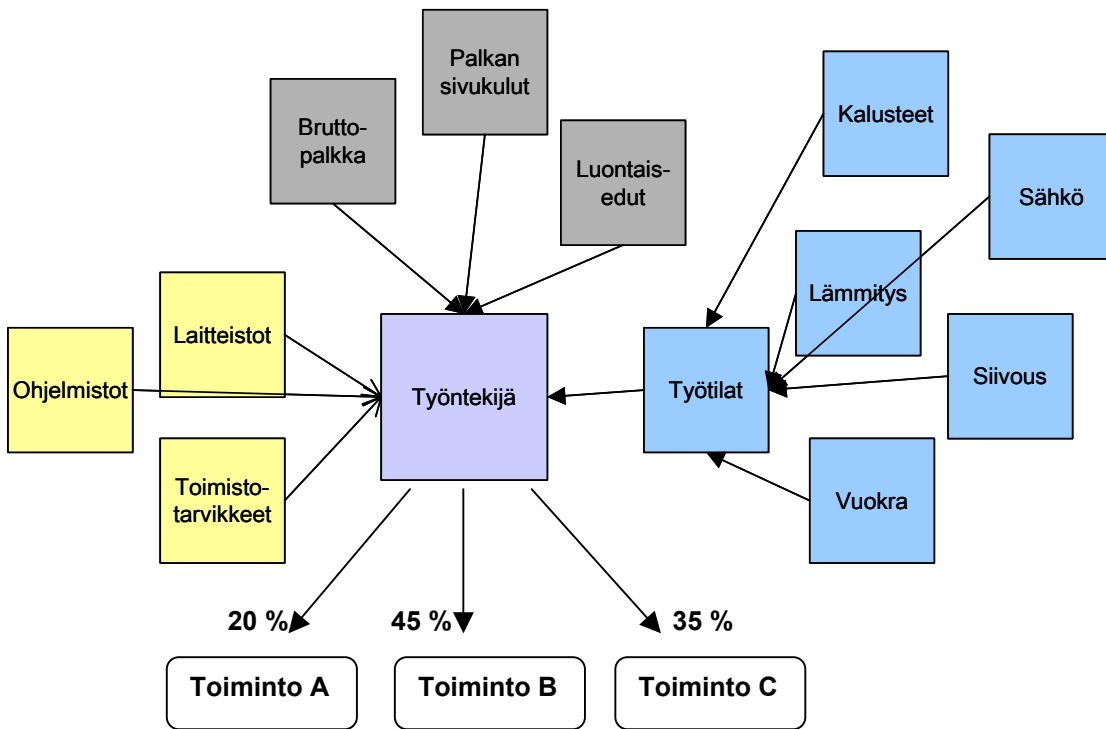 Palkan
sivukulut
Brutto-
palkka
Luontais-
edut
Kalusteet
Sähkö
Lämmitys
Laitteistot
Ohjelmistot
Työntekijä
Työtilat
Siivous
Toimisto-
tarvikkeet
Vuokra
20 %
45 %
35 %
Toiminto A
Toiminto B
Toiminto C